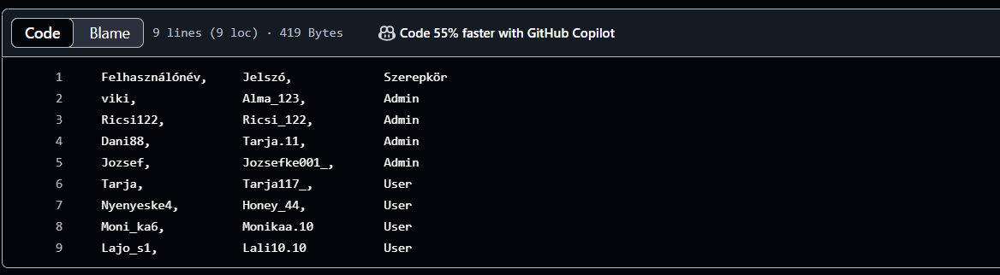 Code Blame 9 lines (9 loc) · 419 Bytes Code 55% faster with GitHub Copilot
1 Felhasználónév, Jelszó, Szerepkör
2 viki, Alma_123, Admin
3 Ricsi122, Ricsi_122, Admin
4 Dani88, Tarja.11, Admin
5 Jozsef, Jozsefke001_, Admin
6 Tarja, Tarja117_, User
7 Nyenyeske4, Honey_44, User
8 Moni_ka6, Monikaa.10 User
9 Lajo_s1, Lali10.10 User